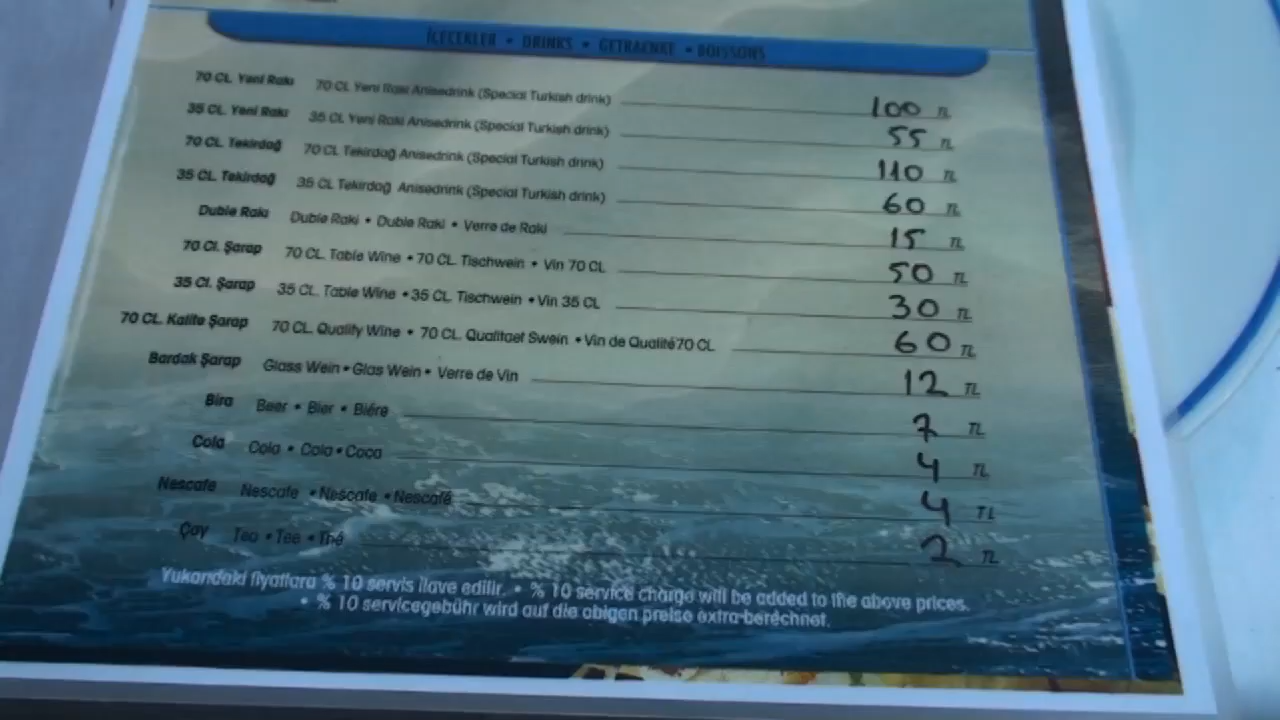 İÇECEKLER • DRINKS • GETRAENKE • BOISSONS
70 CL. Yeni Rakı 70 CL Yeni Raki Anisedrink (Special Turkish drink) 100 TL
35 CL. Yeni Rakı 35 CL Yeni Raki Anisedrink (Special Turkish drink) 55 TL
70 CL. Tekirdağ 70 CL Tekirdağ Anisedrink (Special Turkish drink) 110 TL
35 CL. Tekirdağ 35 CL Tekirdağ Anisedrink (Special Turkish drink) 60 TL
Duble Rakı Duble Raki • Duble Raki • Verre de Raki 15 TL
70 Cl. Şarap 70 CL. Table Wine • 70 CL. Tischwein • Vin 70 CL 50 TL
35 Cl. Şarap 35 CL. Table Wine • 35 CL. Tischwein • Vin 35 CL 30 TL
70 CL. Kalite Şarap 70 CL. Quality Wine • 70 CL. Qualitaet Swein • Vin de Qualité 70 CL 60 TL
Bardak Şarap Glass Wein • Glas Wein • Verre de Vin 12 TL
Bira Beer • Bier • Biére 7 TL
Cola Cola • Cola • Coca 4 TL
Nescafe Nescafe • Nescafe • Nescafé 4 TL
Çay Tea • Tee • Thé 2 TL
Yukarıdaki fiyatlara % 10 servis ilave edilir. • % 10 service charge will be added to the above prices.
• % 10 servicegebühr wird auf die obigen preise extra berechnet.